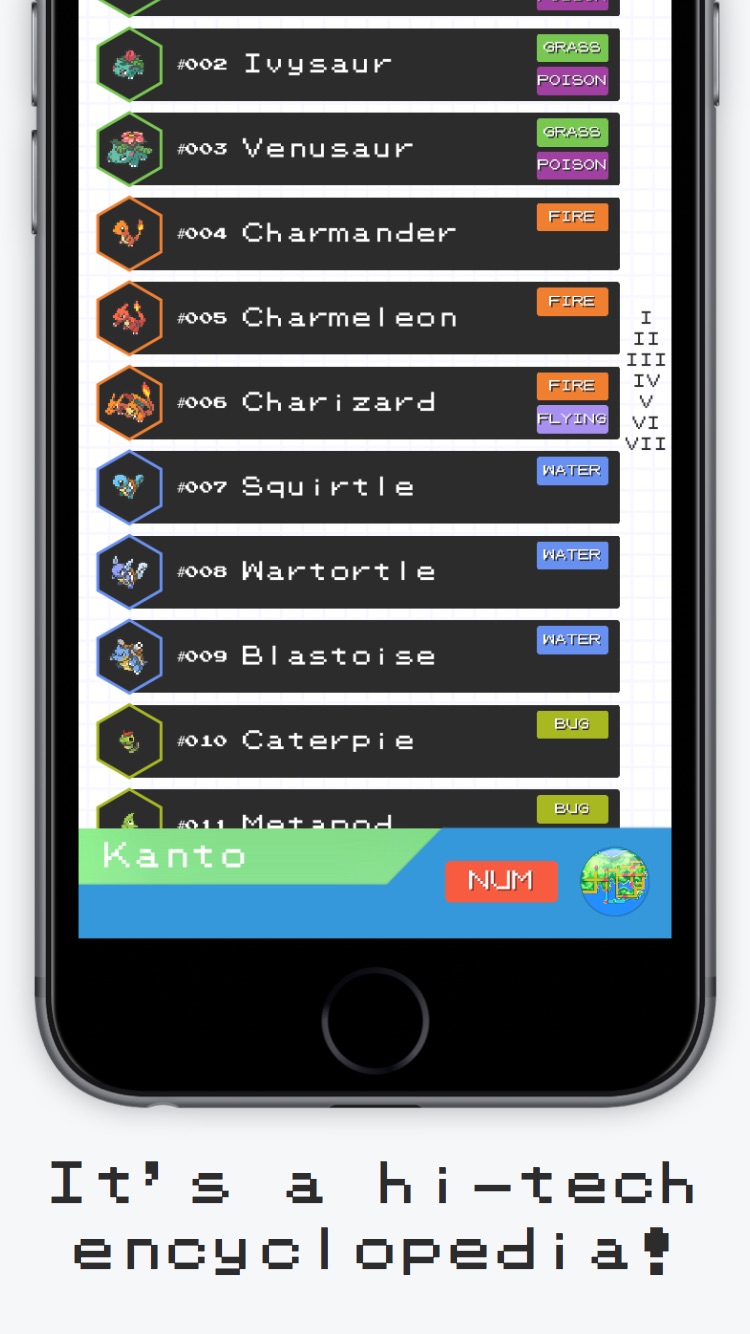 POISON
#002 Ivysaur GRASS
POISON
#003 Venusaur GRASS
POISON
#004 Charmander FIRE
#005 Charmeleon FIRE
I
II
III
#006 Charizard FIRE
IV
V
FLYING
VI
VII
#007 Squirtle WATER
#008 Wartortle WATER
#009 Blastoise WATER
#010 Caterpie BUG
#011 Metapod BUG
Kanto
NUM
It's a hi-tech
encyclopedia!